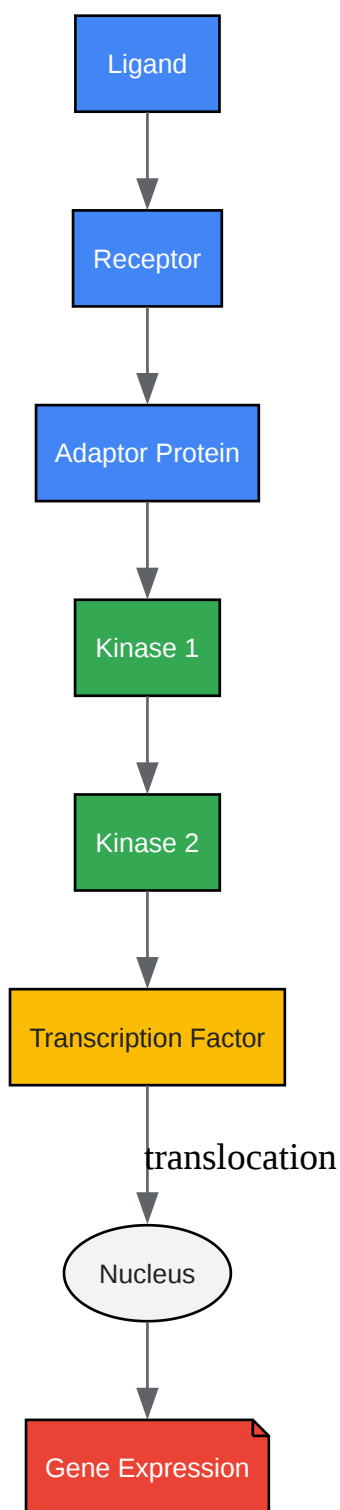 Ligand
Receptor
Adaptor Protein
Kinase 1
Kinase 2
Transcription Factor
translocation
Nucleus
Gene Expression